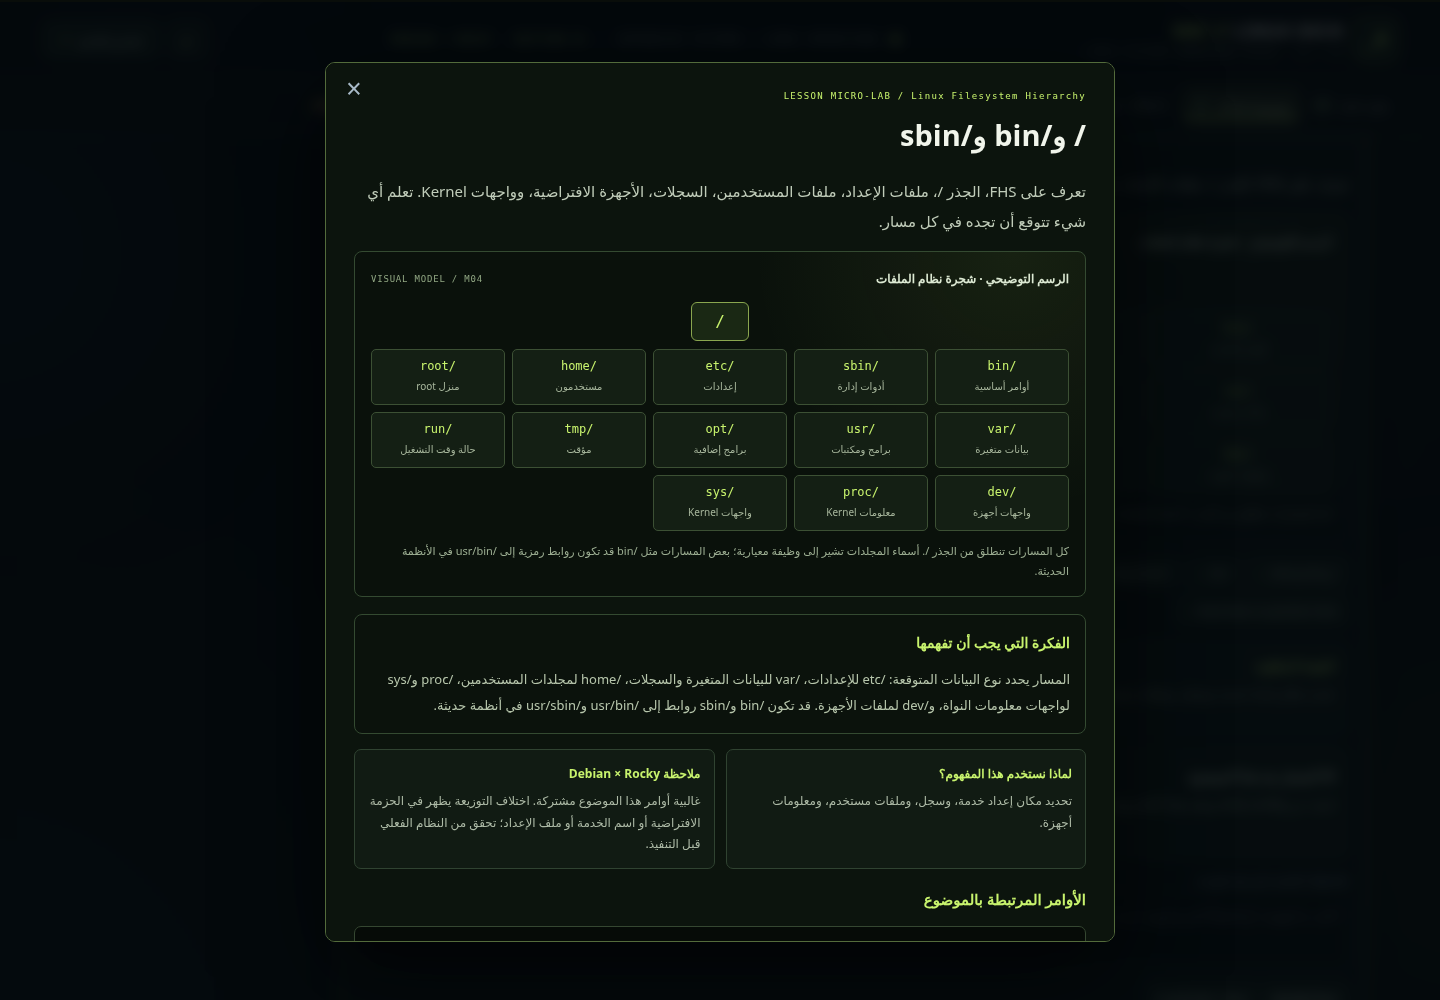 ×
LESSON MICRO-LAB / Linux Filesystem Hierarchy
/ و/bin و/sbin
تعرف على FHS، الجذر /، ملفات الإعداد، ملفات المستخدمين، السجلات، الأجهزة الافتراضية، وواجهات Kernel. تعلم أي
شيء تتوقع أن تجده في كل مسار.
الرسم التوضيحي · شجرة نظام الملفات
VISUAL MODEL / M04
/
bin/
أوامر أساسية
sbin/
أدوات إدارة
etc/
إعدادات
home/
مستخدمون
root/
منزل root
var/
بيانات متغيرة
usr/
برامج ومكتبات
opt/
برامج إضافية
tmp/
مؤقت
run/
حالة وقت التشغيل
dev/
واجهات أجهزة
proc/
معلومات Kernel
sys/
واجهات Kernel
كل المسارات تنطلق من الجذر /. أسماء المجلدات تشير إلى وظيفة معيارية؛ بعض المسارات مثل /bin قد تكون روابط رمزية إلى /usr/bin في الأنظمة
الحديثة.
الفكرة التي يجب أن تفهمها
المسار يحدد نوع البيانات المتوقعة: /etc للإعدادات، /var للبيانات المتغيرة والسجلات، /home لمجلدات المستخدمين، /proc و/sys
لواجهات معلومات النواة، و/dev لملفات الأجهزة. قد تكون /bin و/sbin روابط إلى /usr/bin و/usr/sbin في أنظمة حديثة.
لماذا نستخدم هذا المفهوم؟
تحديد مكان إعداد خدمة، وسجل، وملفات مستخدم، ومعلومات
أجهزة.
ملاحظة Debian × Rocky
غالبية أوامر هذا الموضوع مشتركة. اختلاف التوزيعة يظهر في الحزمة
الافتراضية أو اسم الخدمة أو ملف الإعداد؛ تحقق من النظام الفعلي
قبل التنفيذ.
الأوامر المرتبطة بالموضوع